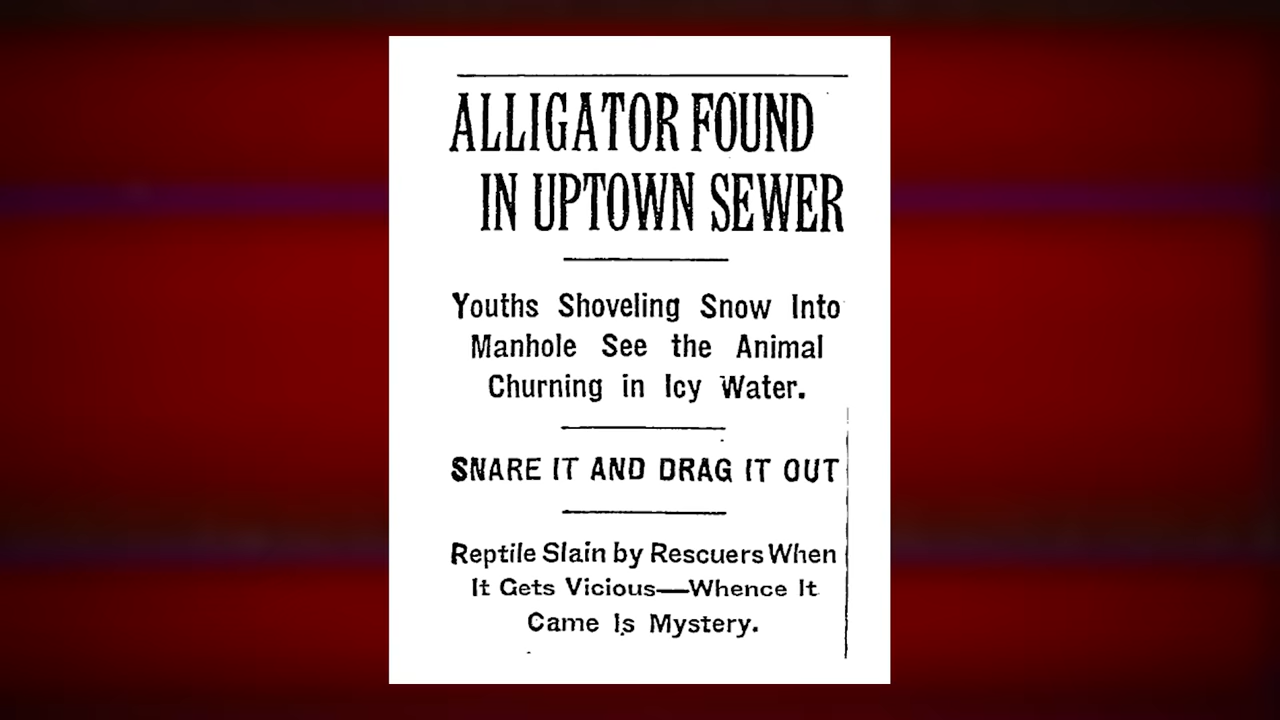 ALLIGATOR FOUND
IN UPTOWN SEWER
Youths Shoveling Snow Into
Manhole See the Animal
Churning in Icy Water.
SNARE IT AND DRAG IT OUT
Reptile Slain by Rescuers When
It Gets Vicious—Whence It
Came Is Mystery.